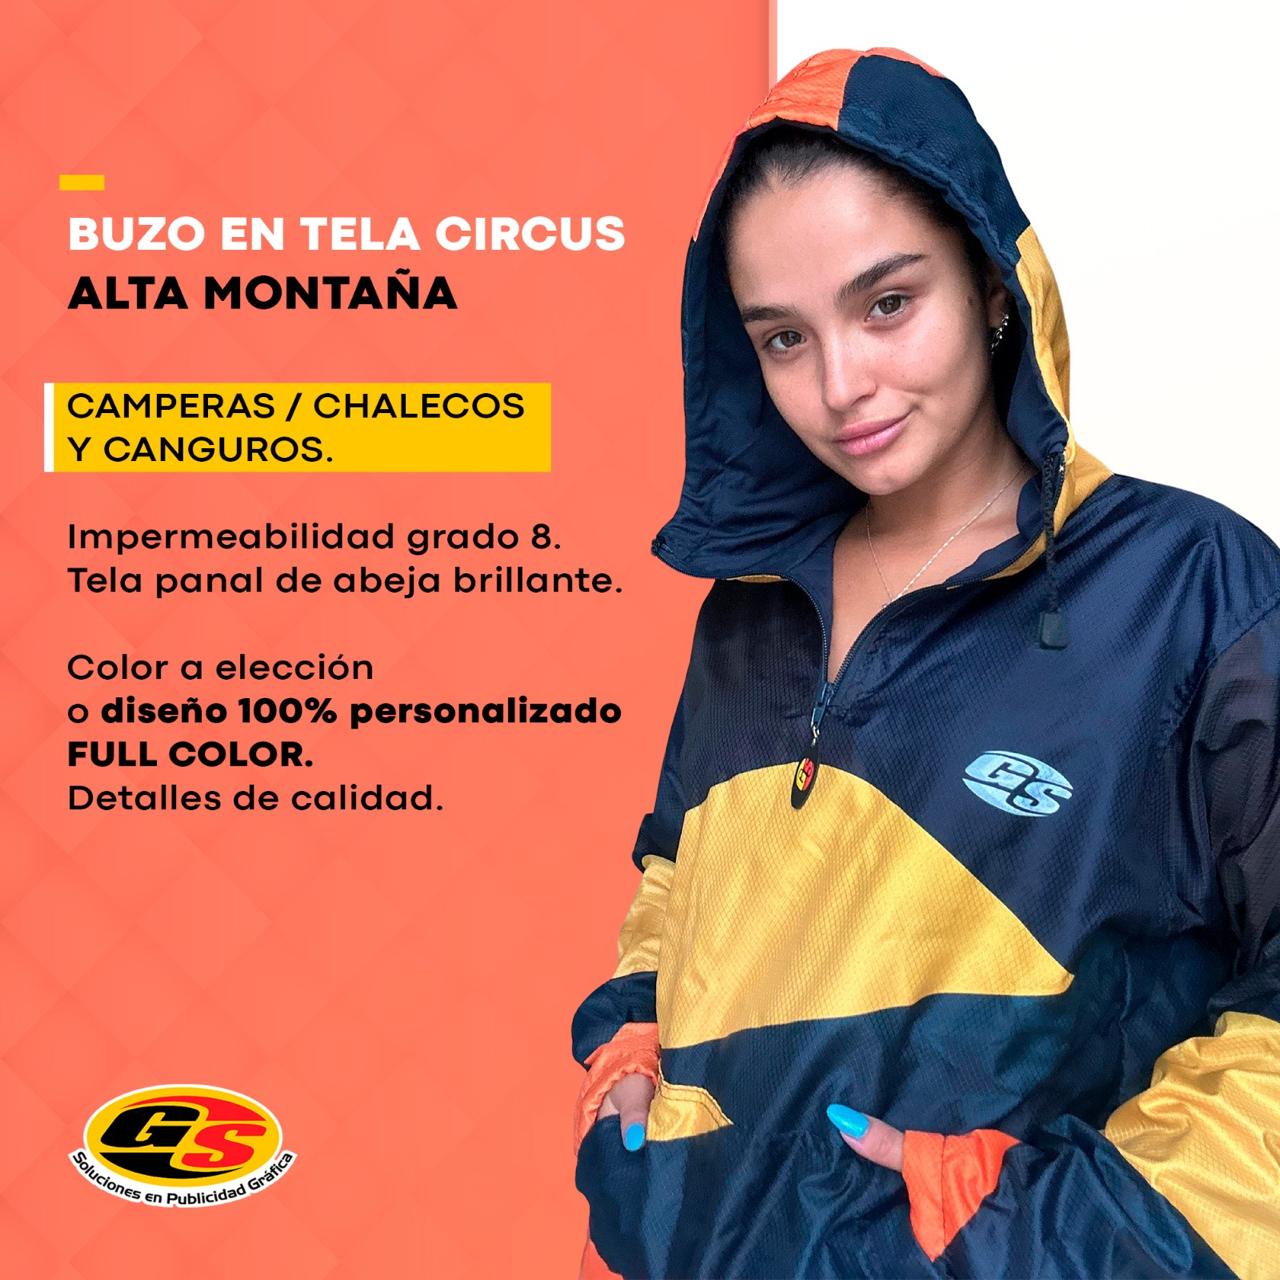 BUZO EN TELA CIRCUS
ALTA MONTAÑA
CAMPERAS / CHALECOS
Y CANGUROS.
Impermeabilidad grado 8.
Tela panal de abeja brillante.
Color a elección
o diseño 100% personalizado
FULL COLOR.
Detalles de calidad.
GS
GS
GS
Soluciones en Publicidad Gráfica